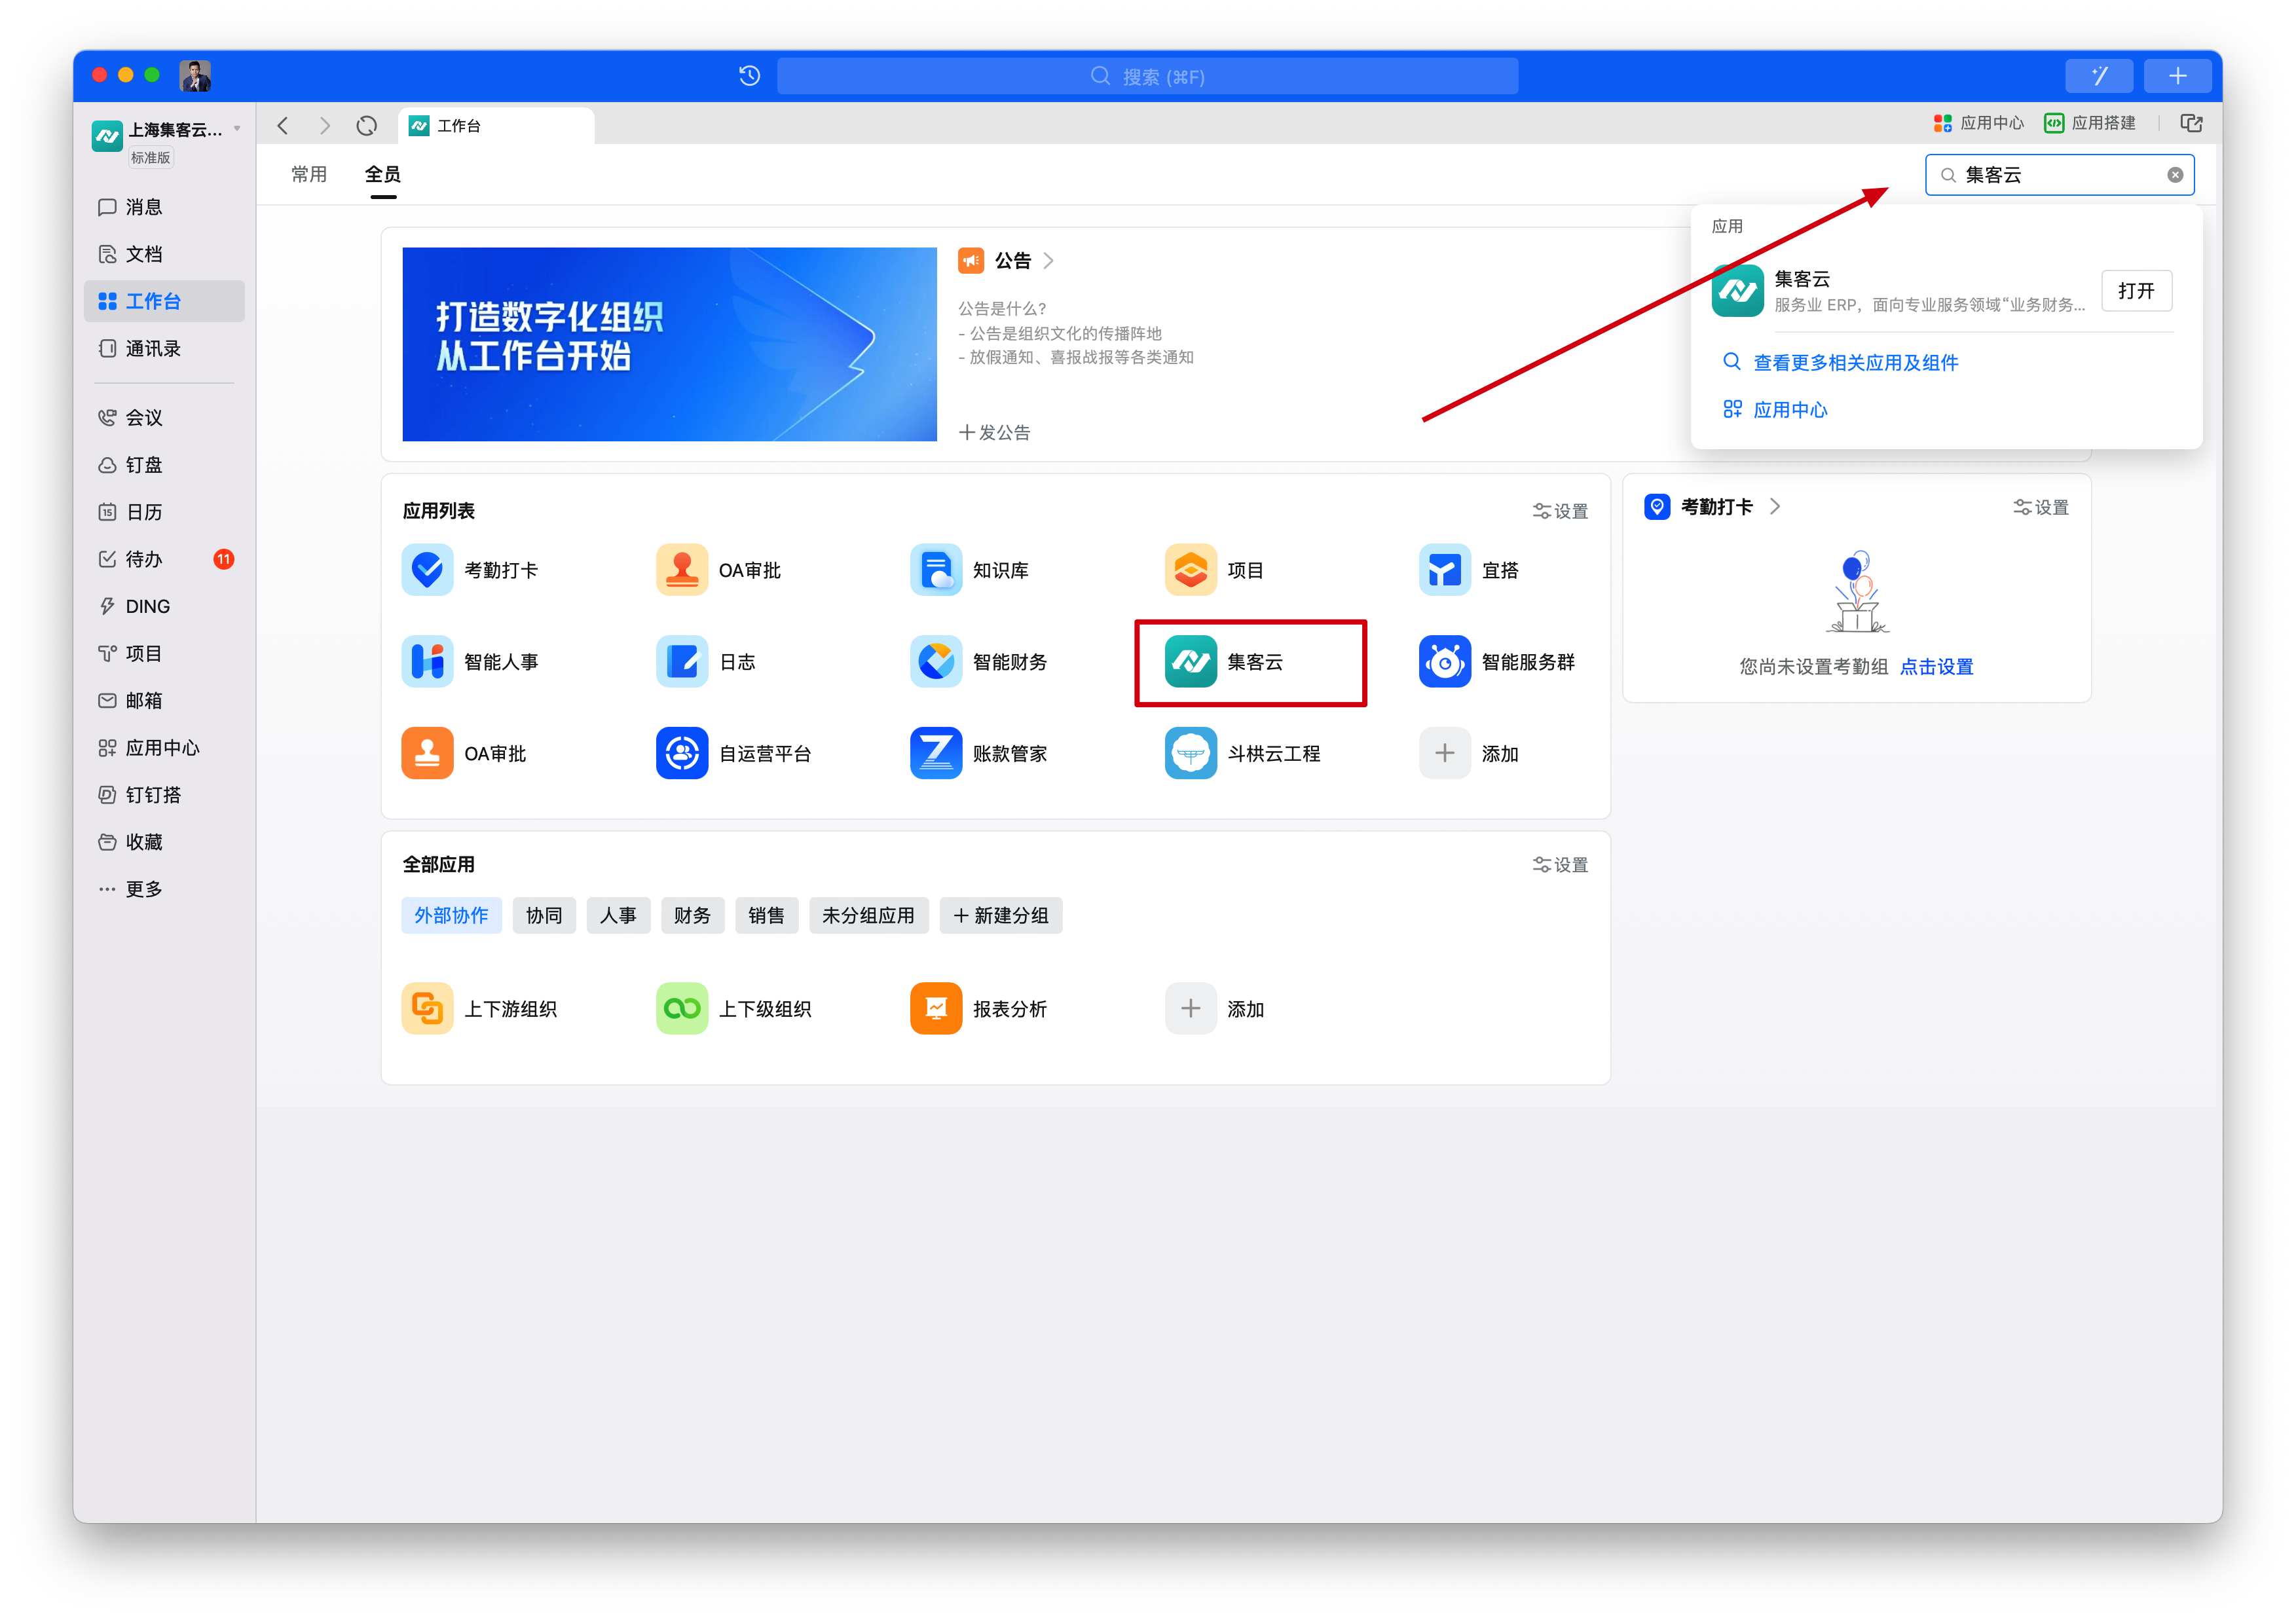 搜索 (⌘F)
上海集客云...
标准版
工作台
应用中心
应用搭建
消息
文档
工作台
通讯录
会议
钉盘
15
日历
待办
11
DING
项目
邮箱
应用中心
钉钉搭
收藏
更多
常用
全员
集客云
应用
集客云
服务业 ERP，面向专业服务领域“业务财务...
打开
查看更多相关应用及组件
应用中心
打造数字化组织
从工作台开始
公告
公告是什么?
- 公告是组织文化的传播阵地
- 放假通知、喜报战报等各类通知
发公告
应用列表
设置
考勤打卡
OA审批
知识库
项目
宜搭
智能人事
日志
智能财务
集客云
智能服务群
OA审批
自运营平台
账款管家
斗栱云工程
添加
考勤打卡
设置
您尚未设置考勤组 点击设置
全部应用
设置
外部协作
协同
人事
财务
销售
未分组应用
新建分组
上下游组织
上下级组织
报表分析
添加